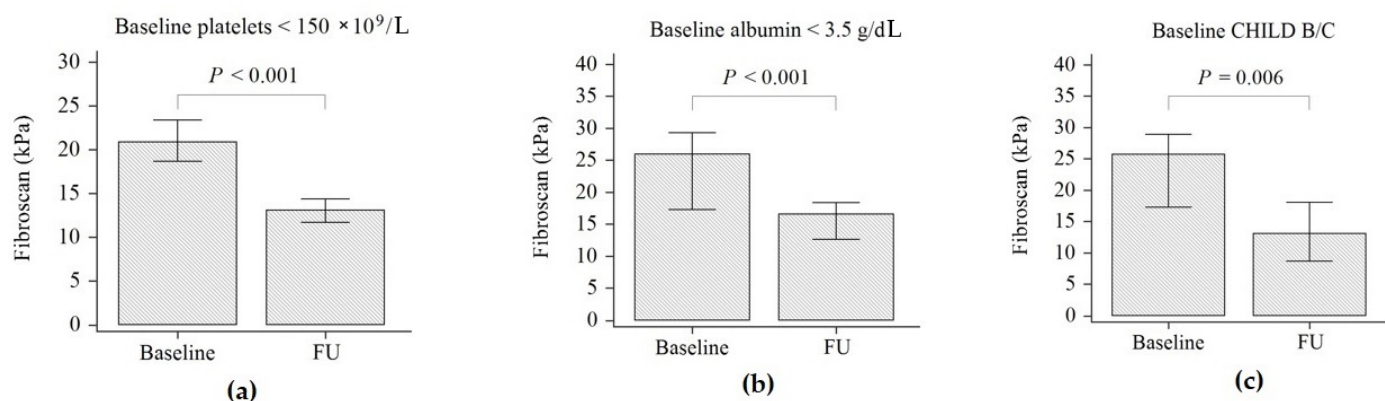 Baseline platelets < 150 ×10⁹/L
Fibroscan (kPa)
30
25
20
15
10
5
0
P < 0.001
Baseline
FU
(a)
Baseline albumin < 3.5 g/dL
Fibroscan (kPa)
40
35
30
25
20
15
10
5
0
P < 0.001
Baseline
FU
(b)
Baseline CHILD B/C
Fibroscan (kPa)
40
35
30
25
20
15
10
5
0
P = 0.006
Baseline
FU
(c)